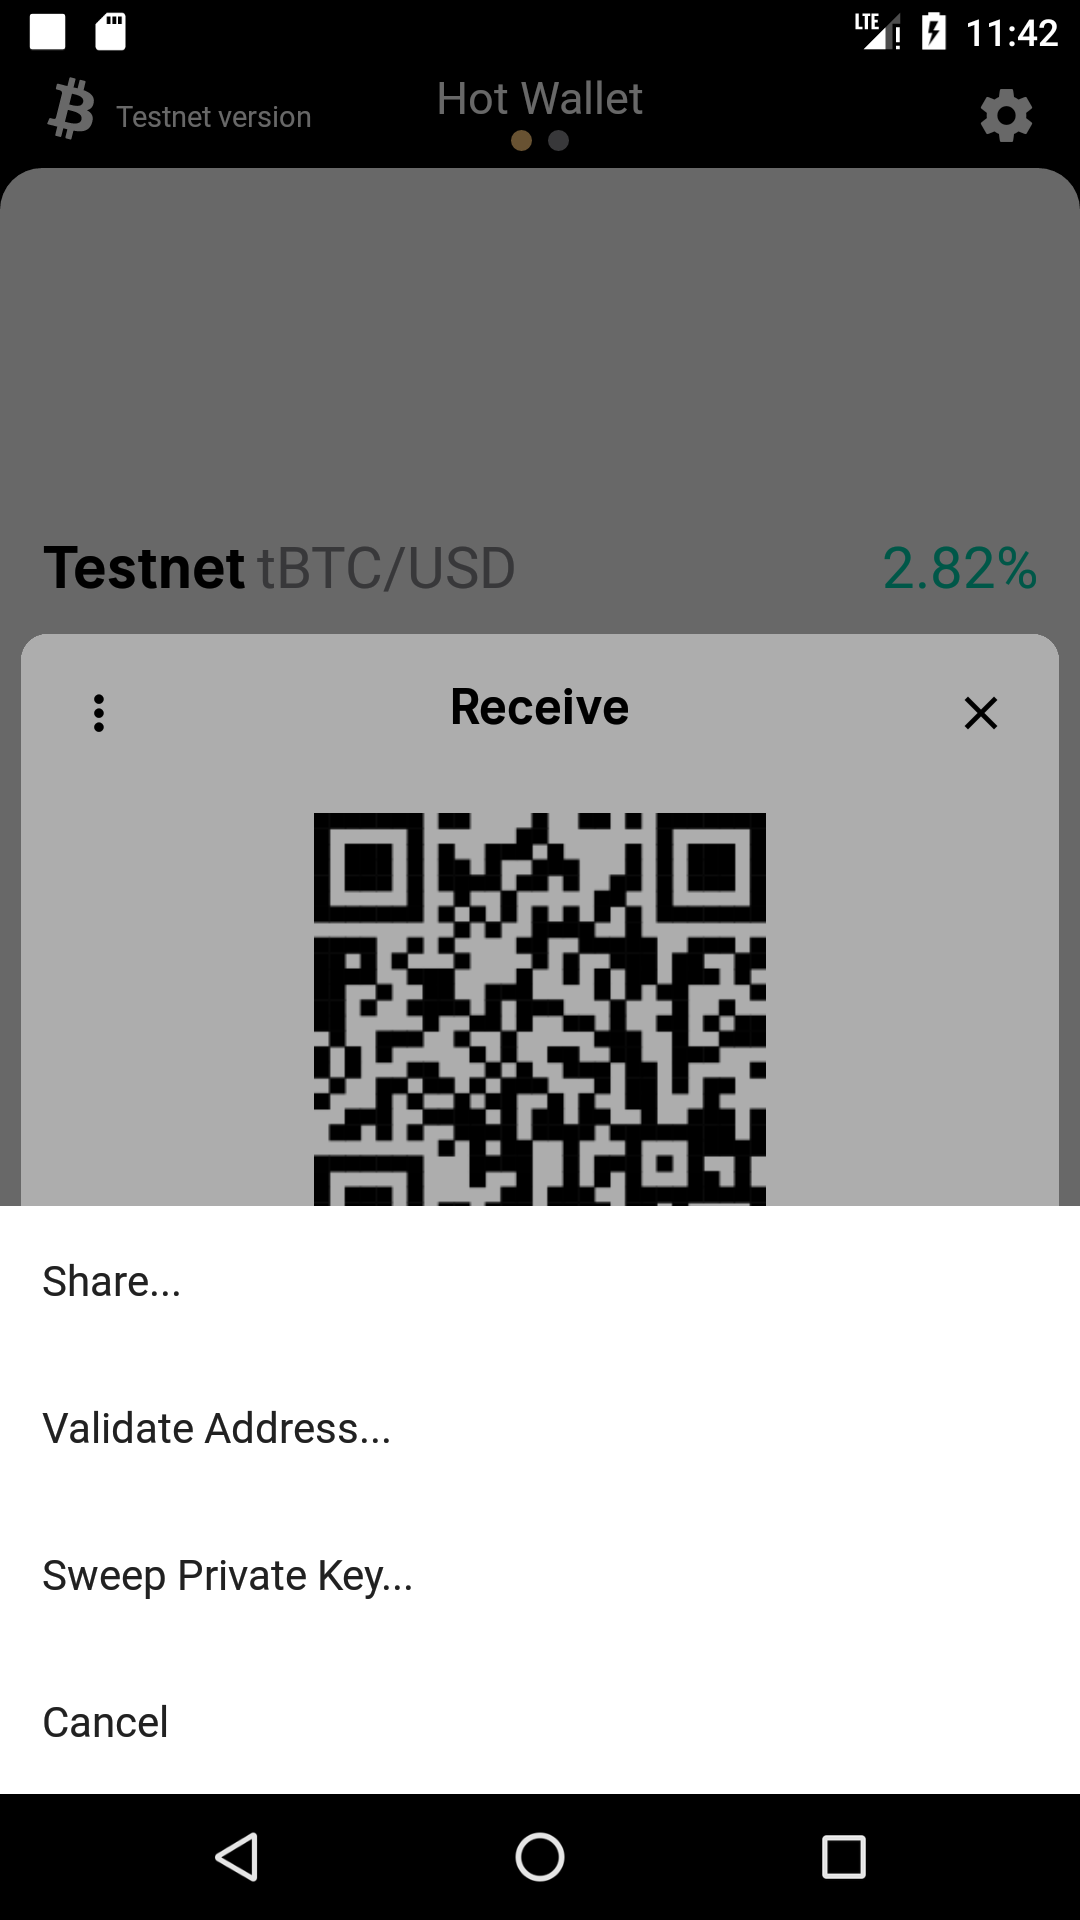 LTE 11:42
Testnet version
Hot Wallet
Testnet tBTC/USD 2.82%
Receive
Share...
Validate Address...
Sweep Private Key...
Cancel